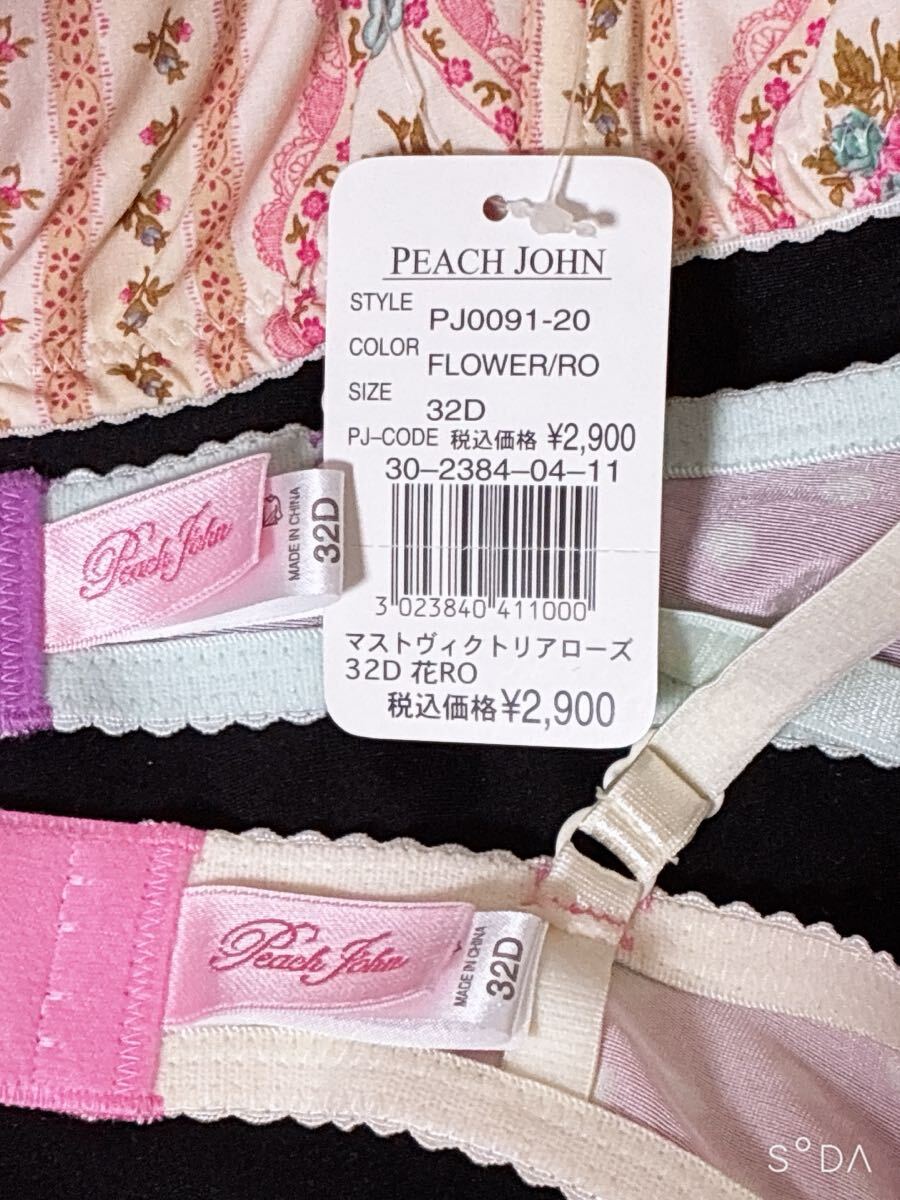 PEACH JOHN
STYLE PJ0091-20
COLOR FLOWER/RO
SIZE 32D
PJ-CODE 税込価格 ¥2,900
30-2384-04-11
3 023840 411000
マストヴィクトリアローズ
32D 花RO
税込価格¥2,900
Peach John
MADE IN CHINA
32D
Peach John
MADE IN CHINA
32D
S°DA